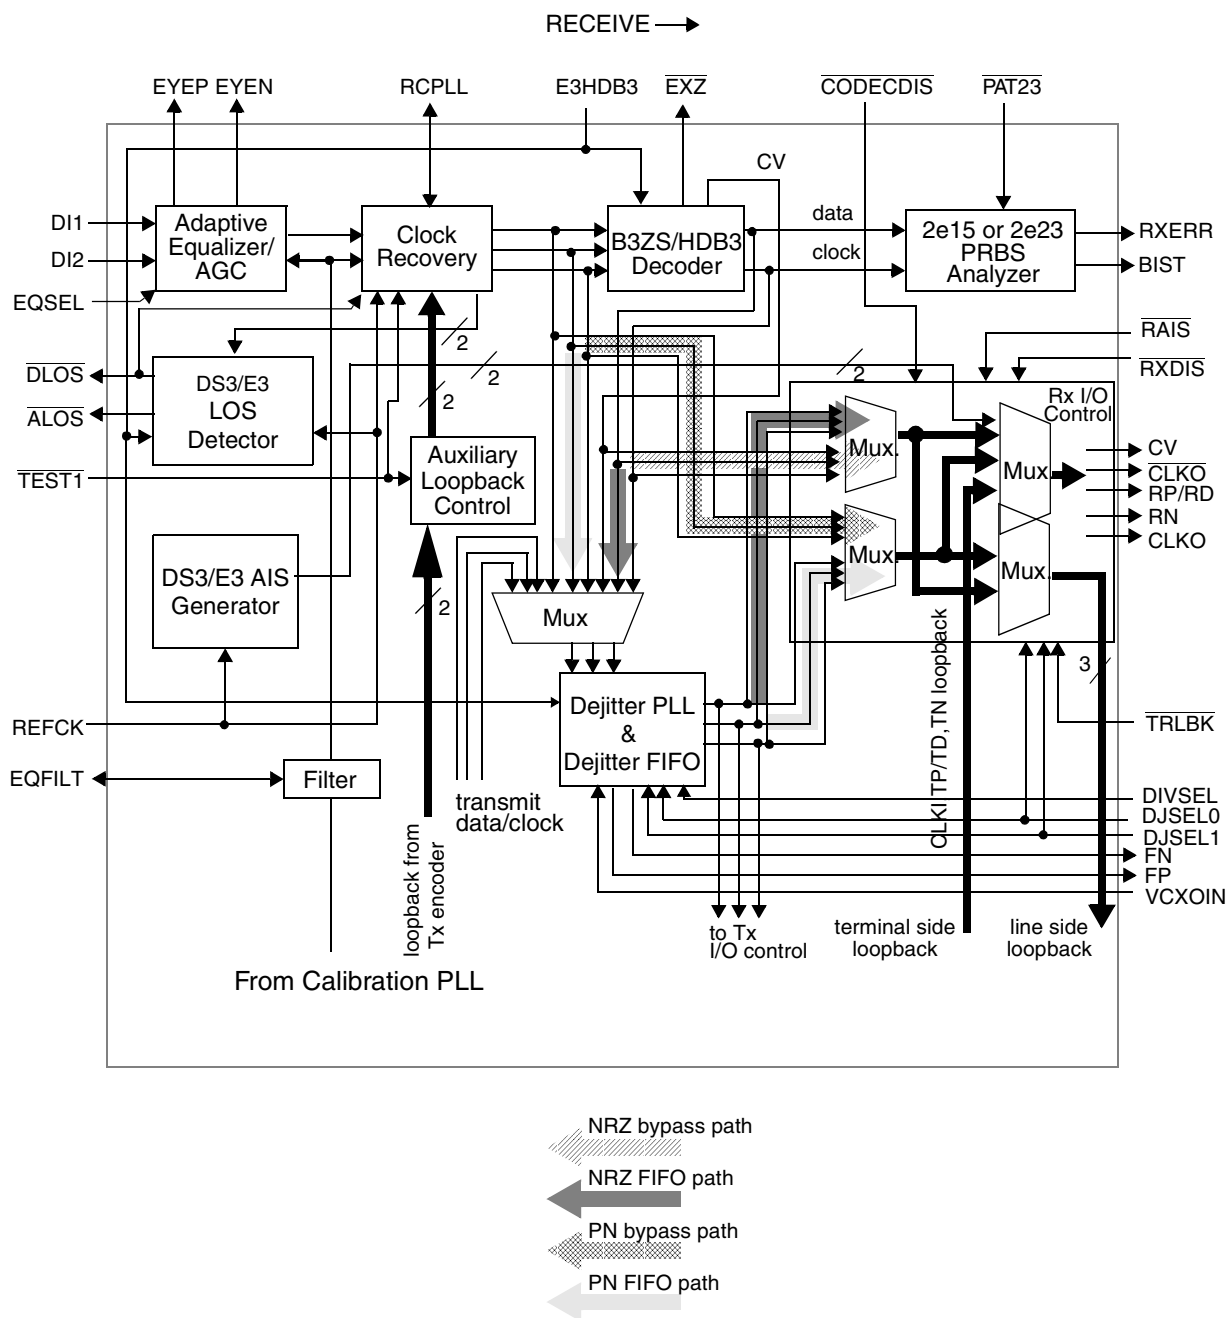 RECEIVE
EYEP EYEN
RCPLL
E3HDB3
EXZ
CODECDIS
PAT23
CV
DI1
DI2
EQSEL
Adaptive
Equalizer/
AGC
Clock
Recovery
B3ZS/HDB3
Decoder
data
clock
2e15 or 2e23
PRBS
Analyzer
RXERR
BIST
RAIS
RXDIS
2
2
2
2
DLOS
ALOS
DS3/E3
LOS
Detector
TEST1
Auxiliary
Loopback
Control
Rx I/O
Control
Mux.
Mux.
Mux.
Mux.
CV
CLKO
RP/RD
RN
CLKO
DS3/E3 AIS
Generator
2
Mux
3
CLKI TP/TD, TN loopback
Dejitter PLL
&
Dejitter FIFO
REFCK
TRLBK
EQFILT
Filter
transmit
data/clock
loopback from
Tx encoder
DIVSEL
DJSEL0
DJSEL1
FN
FP
VCXOIN
to Tx
I/O control
terminal side
loopback
line side
loopback
From Calibration PLL
NRZ bypass path
NRZ FIFO path
PN bypass path
PN FIFO path